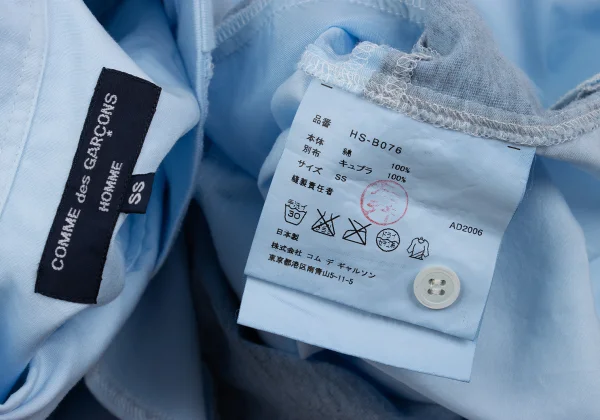 COMME des GARÇONS
HOMME
SS
品番 HS-B076
本体 綿 100%
別布 キュプラ 100%
サイズ SS
縫製責任者
30
AD2006
日本製
株式会社 コム デ ギャルソン
東京都港区南青山5-11-5